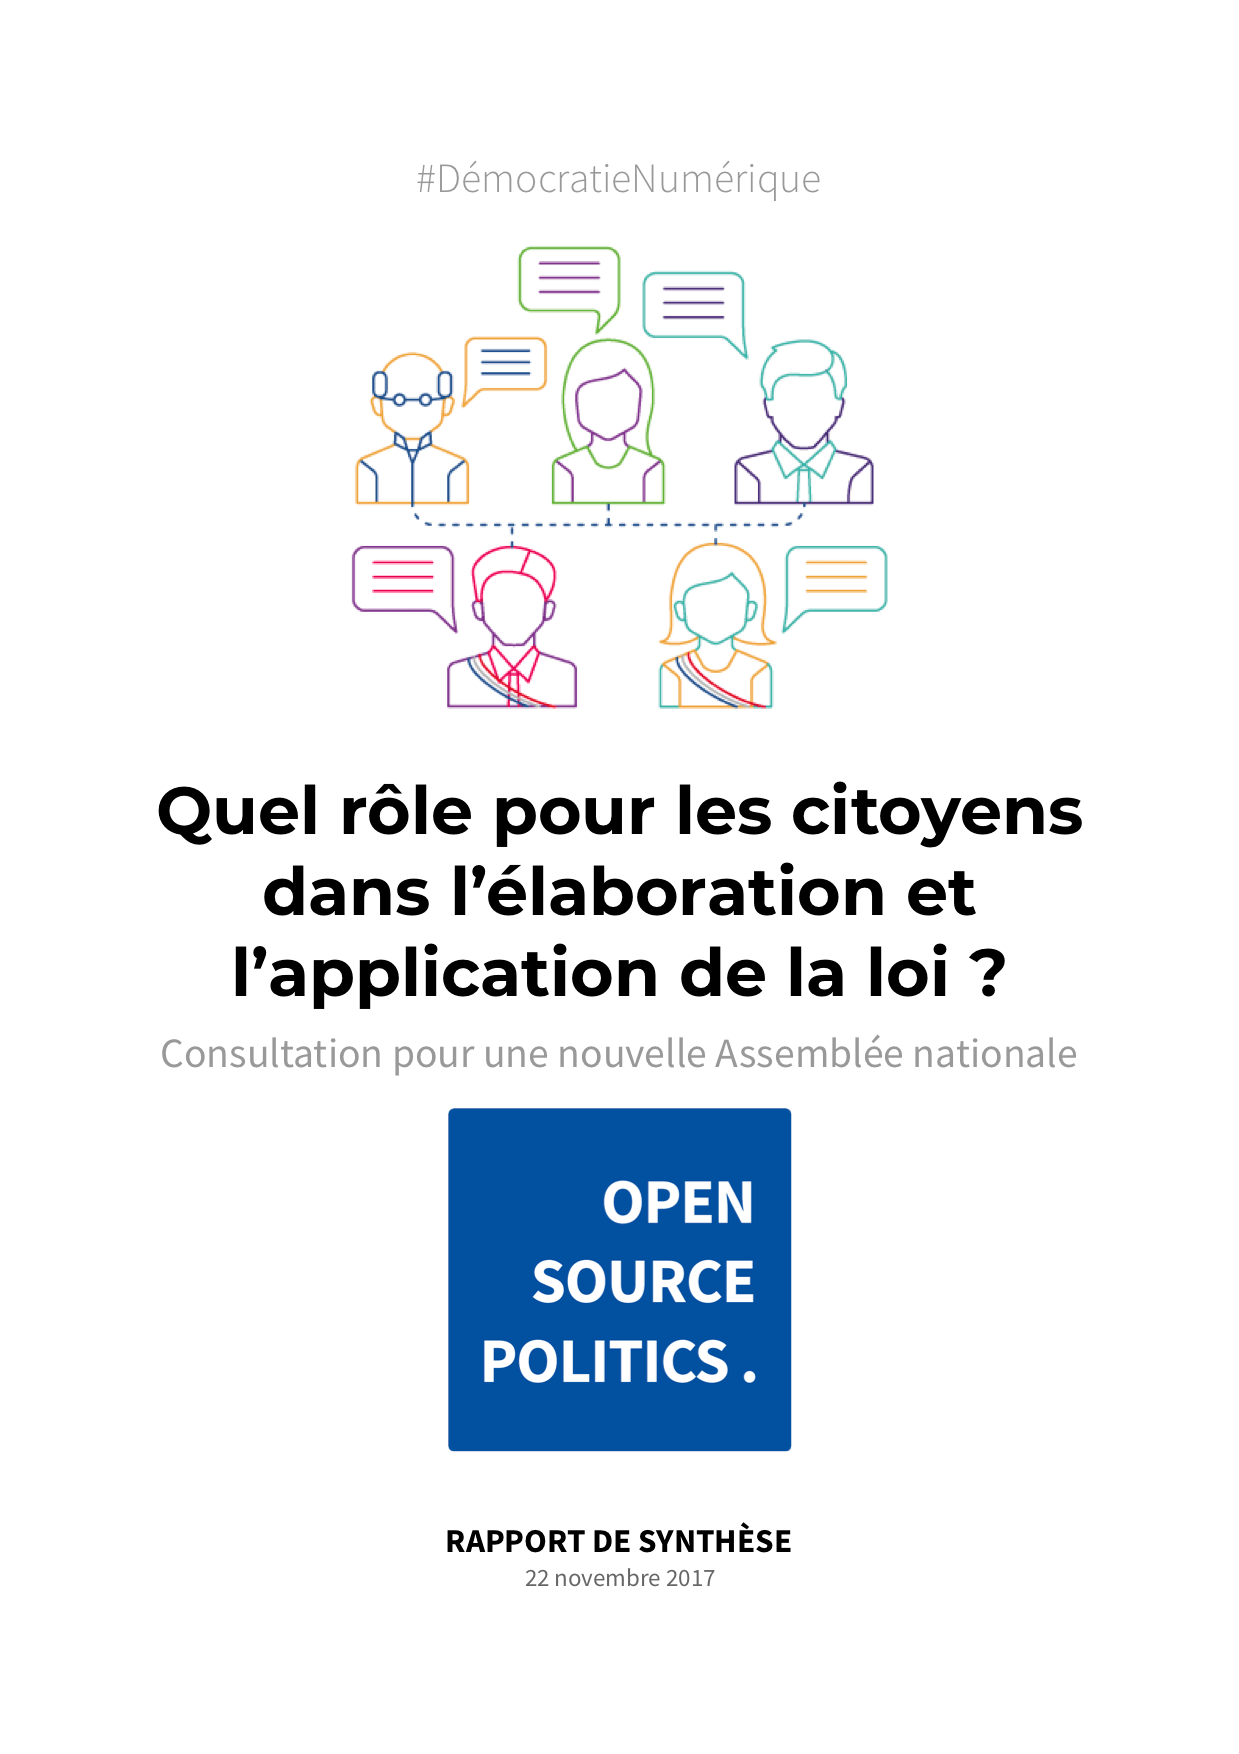 #DémocratieNumérique
Quel rôle pour les citoyens
dans l’élaboration et
l’application de la loi ?
Consultation pour une nouvelle Assemblée nationale
OPEN
SOURCE
POLITICS .
RAPPORT DE SYNTHÈSE
22 novembre 2017